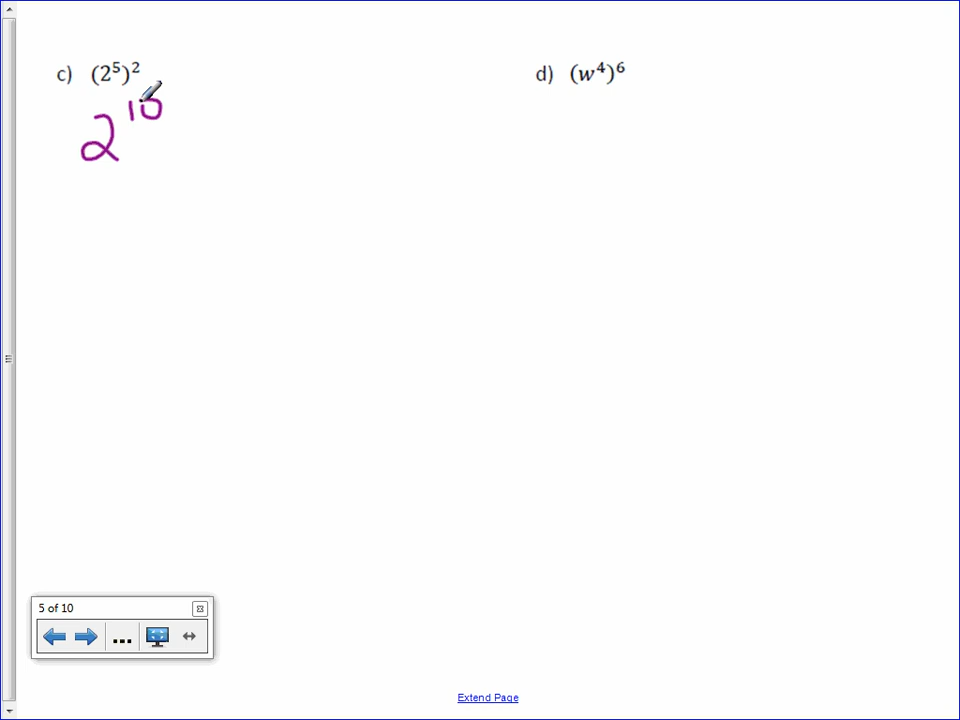 c) (2⁵)²
d) (w⁴)⁶
2¹⁰
5 of 10
...
Extend Page